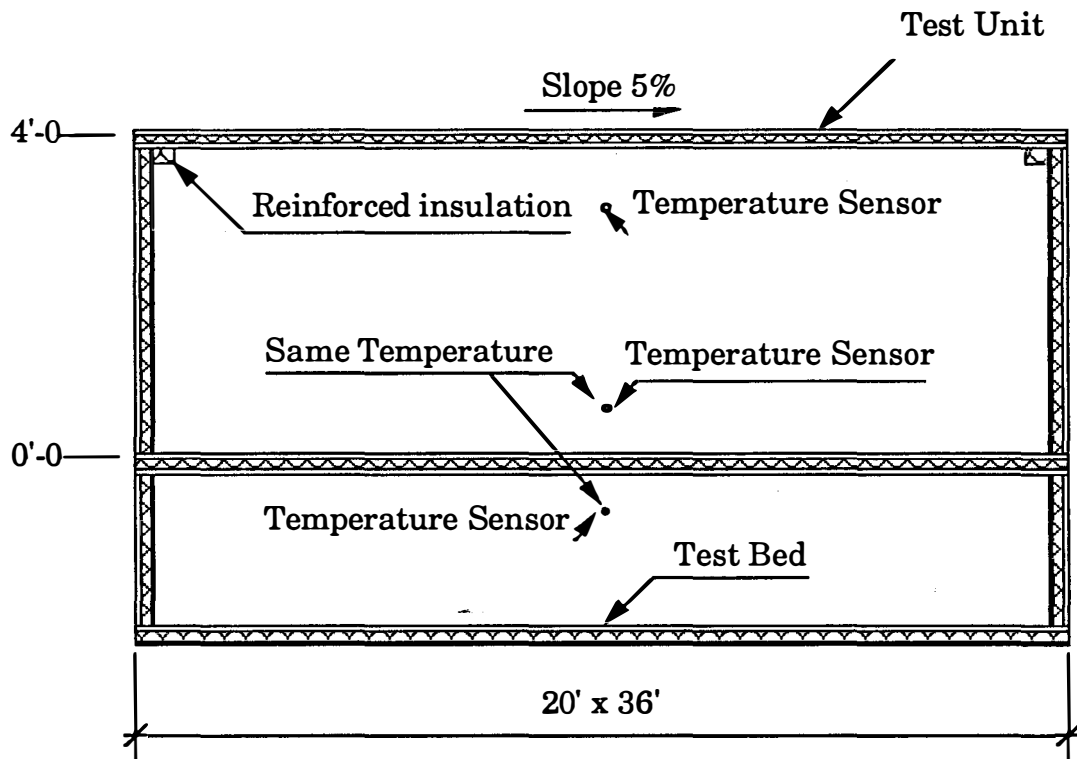 Test Unit
Slope 5%
4'-0
Reinforced insulation
Temperature Sensor
Same Temperature
Temperature Sensor
0'-0
Temperature Sensor
Test Bed
20' x 36'